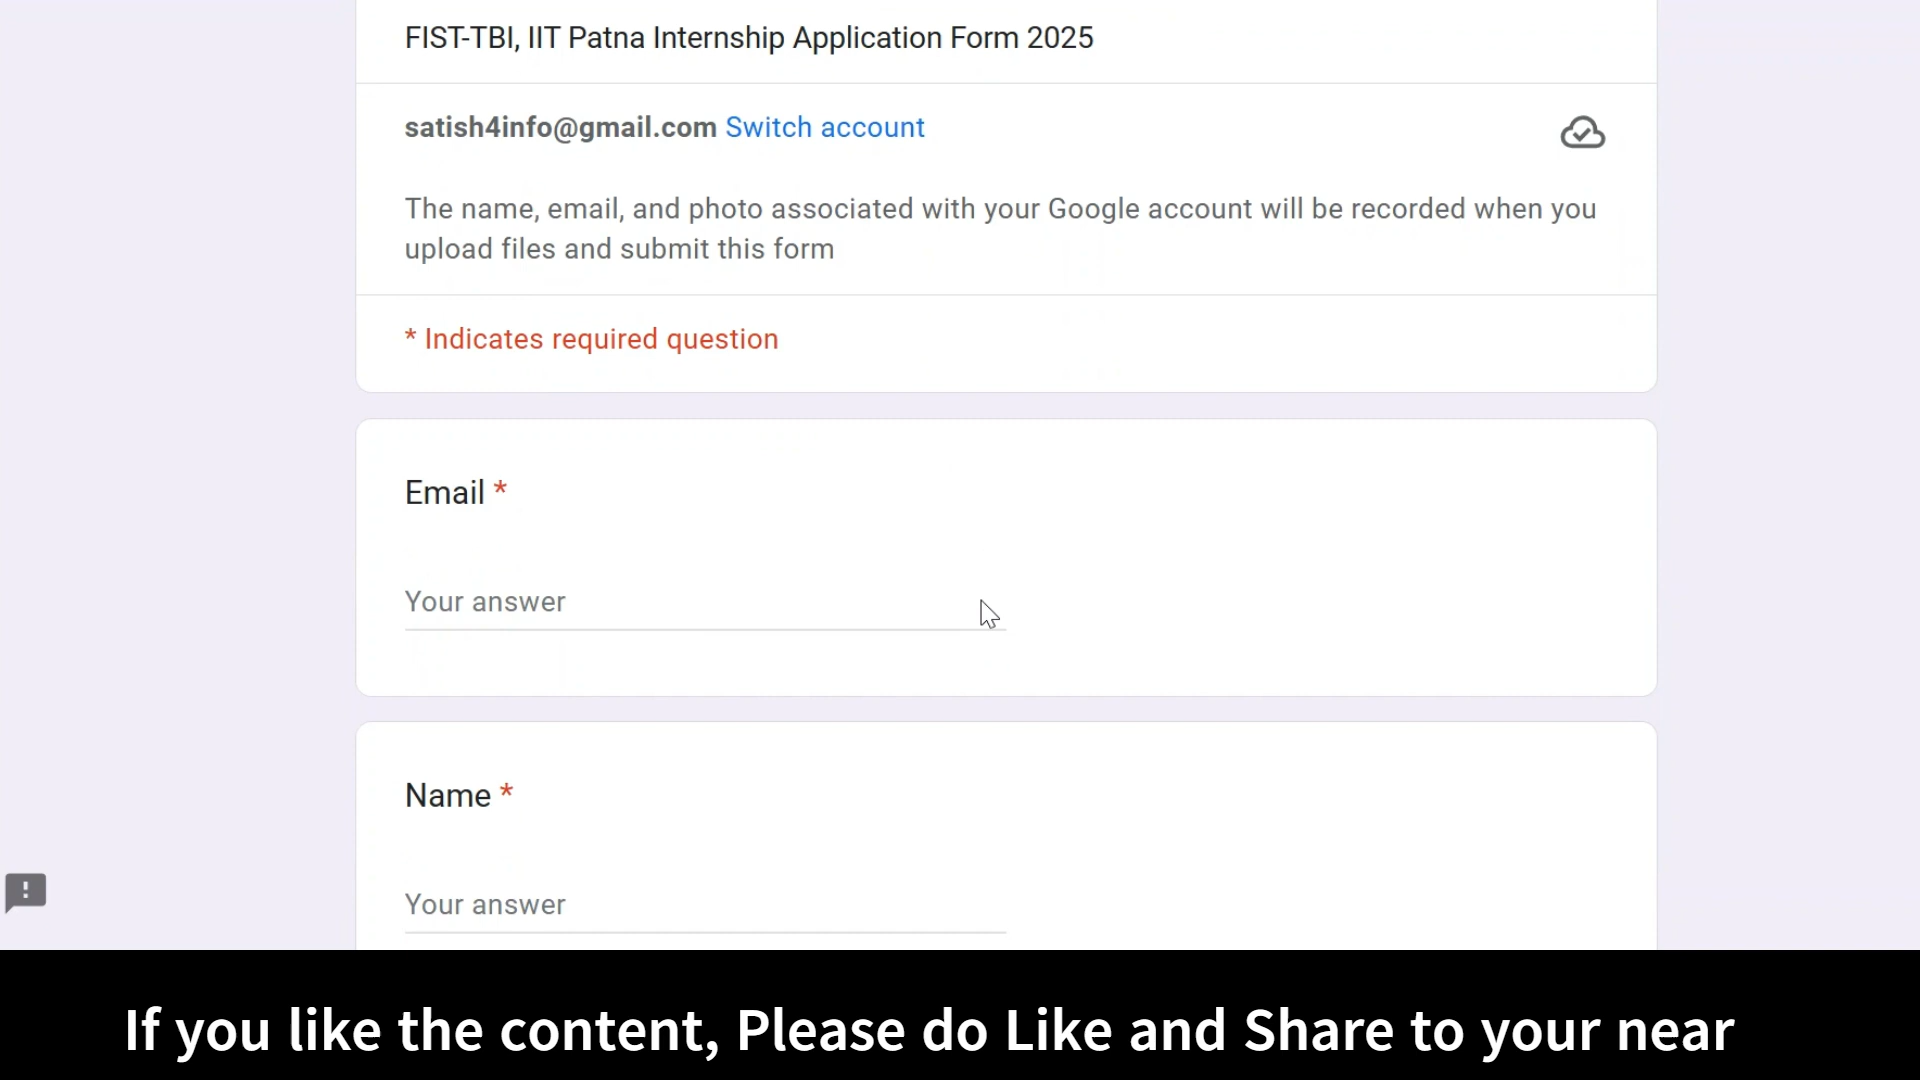 FIST-TBI, IIT Patna Internship Application Form 2025
satish4info@gmail.com Switch account
The name, email, and photo associated with your Google account will be recorded when you
upload files and submit this form
* Indicates required question
Email *
Your answer
Name *
Your answer
If you like the content, Please do Like and Share to your near